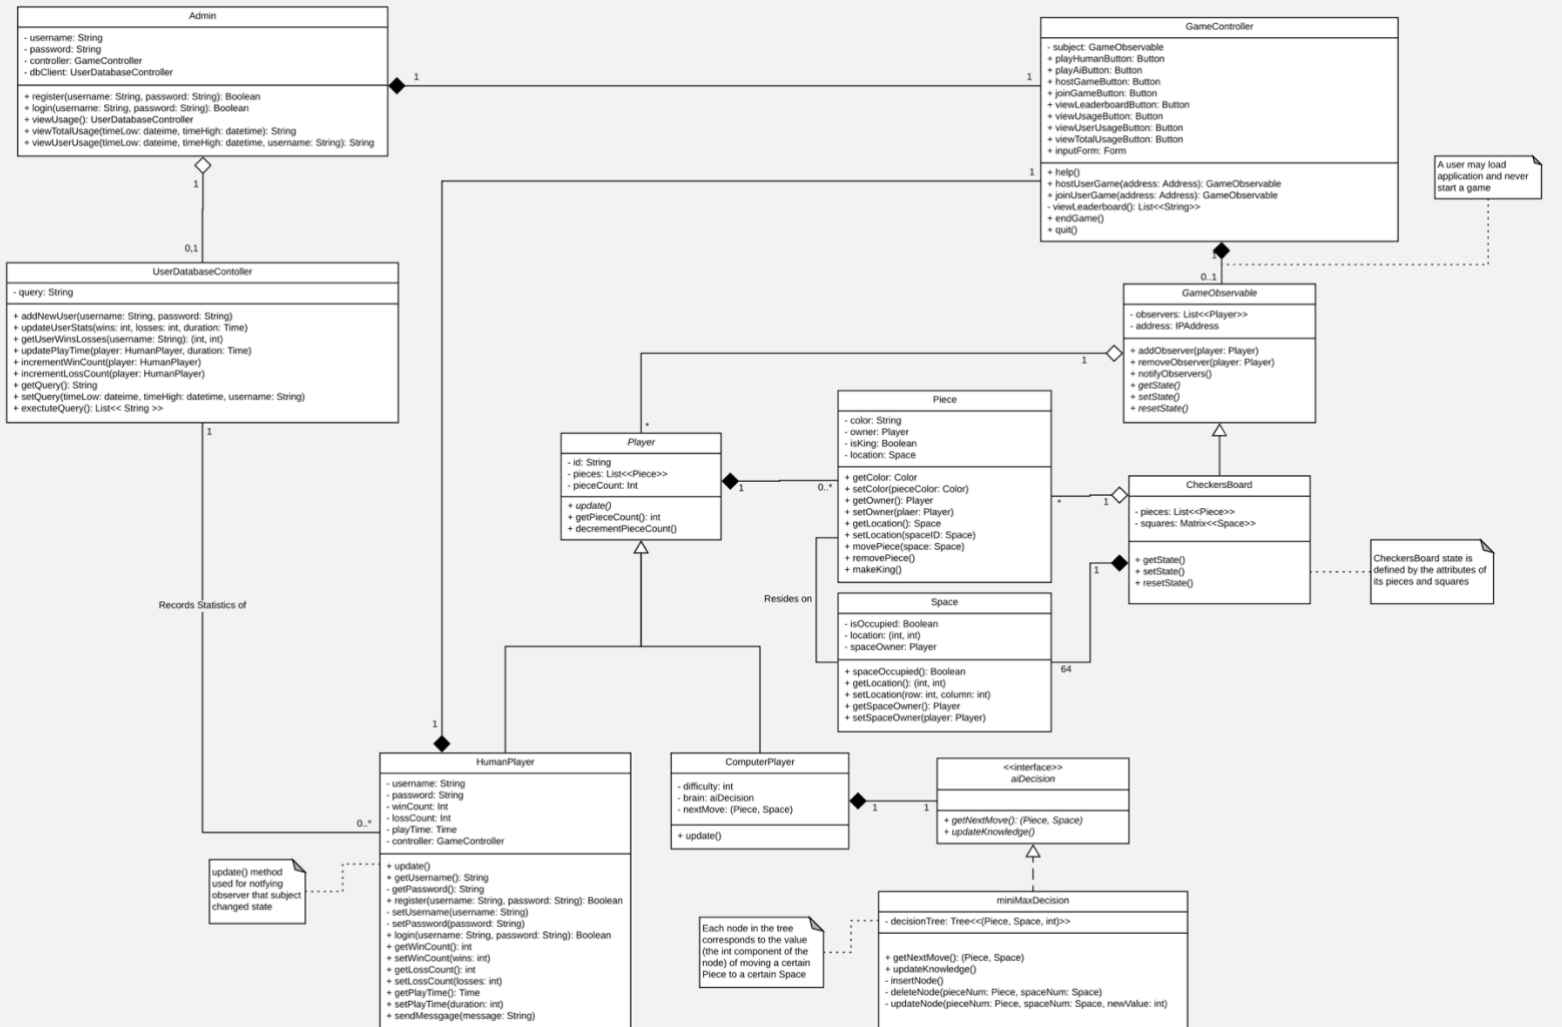 Admin
- username: String
- password: String
- controller: GameController
- dbClient: UserDatabaseController
+ register(username: String, password: String): Boolean
+ login(username: String, password: String): Boolean
+ viewUsage(): UserDatabaseController
+ viewTotalUsage(timeLow: dateime, timeHigh: datetime): String
+ viewUserUsage(timeLow: dateime, timeHigh: datetime, username: String): String
1
1
GameController
- subject: GameObservable
+ playHumanButton: Button
+ playAiButton: Button
+ hostGameButton: Button
+ joinGameButton: Button
+ viewLeaderboardButton: Button
+ viewUsageButton: Button
+ viewUserUsageButton: Button
+ viewTotalUsageButton: Button
+ inputForm: Form
+ help()
+ hostUserGame(address: Address): GameObservable
+ joinUserGame(address: Address): GameObservable
- viewLeaderboard(): List<<String>>
+ endGame()
+ quit()
1
A user may load
application and never
start a game
1
0,1
1
0..1
UserDatabaseContoller
- query: String
+ addNewUser(username: String, password: String)
+ updateUserStats(wins: int, losses: int, duration: Time)
+ getUserWinsLosses(username: String): (int, int)
+ updatePlayTime(player: HumanPlayer, duration: Time)
+ incrementWinCount(player: HumanPlayer)
+ incrementLossCount(player: HumanPlayer)
+ getQuery(): String
+ setQuery(timeLow: dateime, timeHigh: datetime, username: String)
+ exectuteQuery(): List<< String >>
1
GameObservable
- observers: List<<Player>>
- address: IPAddress
+ addObserver(player: Player)
+ removeObserver(player: Player)
+ notifyObservers()
+ getState()
+ setState()
+ resetState()
1
*
Player
- id: String
- pieces: List<<Piece>>
- pieceCount: Int
+ update()
+ getPieceCount(): int
+ decrementPieceCount()
1
0..*
Piece
- color: String
- owner: Player
- isKing: Boolean
- location: Space
+ getColor: Color
+ setColor(pieceColor: Color)
+ getOwner(): Player
+ setOwner(plaer: Player)
+ getLocation(): Space
+ setLocation(spaceID: Space)
+ movePiece(space: Space)
+ removePiece()
+ makeKing()
*
1
CheckersBoard
- pieces: List<<Piece>>
- squares: Matrix<<Space>>
+ getState()
+ setState()
+ resetState()
1
64
CheckersBoard state is
defined by the attributes of
its pieces and squares
Resides on
Space
- isOccupied: Boolean
- location: (int, int)
- spaceOwner: Player
+ spaceOccupied(): Boolean
+ getLocation(): (int, int)
+ setLocation(row: int, column: int)
+ getSpaceOwner(): Player
+ setSpaceOwner(player: Player)
Records Statistics of
0..*
1
HumanPlayer
- username: String
- password: String
- winCount: Int
- lossCount: Int
- playTime: Time
- controller: GameController
+ update()
+ getUsername(): String
- getPassword(): String
+ register(username: String, password: String): Boolean
- setUsername(username: String)
- setPassword(password: String)
+ login(username: String, password: String): Boolean
+ getWinCount(): int
+ setWinCount(wins: int)
+ getLossCount(): int
+ setLossCount(losses: int)
+ getPlayTime(): Time
+ setPlayTime(duration: int)
+ sendMessgage(message: String)
update() method
used for notfying
observer that subject
changed state
ComputerPlayer
- difficulty: int
- brain: aiDecision
- nextMove: (Piece, Space)
+ update()
1
1
<<interface>>
aiDecision
+ getNextMove(): (Piece, Space)
+ updateKnowledge()
miniMaxDecision
- decisionTree: Tree<<(Piece, Space, int)>>
+ getNextMove(): (Piece, Space)
+ updateKnowledge()
- insertNode()
- deleteNode(pieceNum: Piece, spaceNum: Space)
- updateNode(pieceNum: Piece, spaceNum: Space, newValue: int)
Each node in the tree
corresponds to the value
(the int component of the
node) of moving a certain
Piece to a certain Space